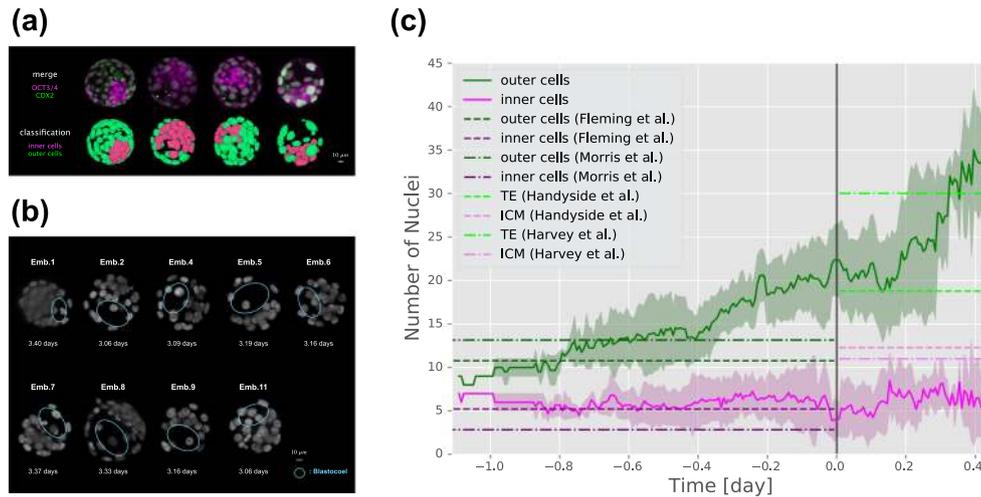 (a)
merge
OCT3/4
CDX2
classification
inner cells
outer cells
10 μm
(b)
Emb.1 Emb.2 Emb.4 Emb.5 Emb.6
3.40 days 3.06 days 3.09 days 3.19 days 3.16 days
Emb.7 Emb.8 Emb.9 Emb.11
3.37 days 3.33 days 3.16 days 3.06 days
10 μm
: Blastocoel
(c)
45
40
35
30
25
20
15
10
5
0
Number of Nuclei
outer cells
inner cells
outer cells (Fleming et al.)
inner cells (Fleming et al.)
outer cells (Morris et al.)
inner cells (Morris et al.)
TE (Handyside et al.)
ICM (Handyside et al.)
TE (Harvey et al.)
ICM (Harvey et al.)
−1.0 −0.8 −0.6 −0.4 −0.2 0.0 0.2 0.4
Time [day]